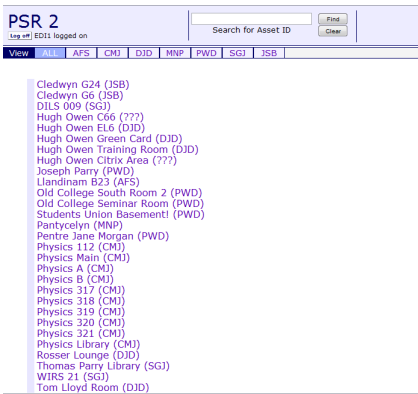 PSR 2
Log off EDI1 logged on
Find
Search for Asset ID
Clear
View ALL AFS CMJ DJD MNP PWD SGJ JSB
Cledwyn G24 (JSB)
Cledwyn G6 (JSB)
DILS 009 (SGJ)
Hugh Owen C66 (???)
Hugh Owen EL6 (DJD)
Hugh Owen Green Card (DJD)
Hugh Owen Training Room (DJD)
Hugh Owen Citrix Area (???)
Joseph Parry (PWD)
Llandinam B23 (AFS)
Old College South Room 2 (PWD)
Old College Seminar Room (PWD)
Students Union Basement! (PWD)
Pantycelyn (MNP)
Pentre Jane Morgan (PWD)
Physics 112 (CMJ)
Physics Main (CMJ)
Physics A (CMJ)
Physics B (CMJ)
Physics 317 (CMJ)
Physics 318 (CMJ)
Physics 319 (CMJ)
Physics 320 (CMJ)
Physics 321 (CMJ)
Physics Library (CMJ)
Rosser Lounge (DJD)
Thomas Parry Library (SGJ)
WIRS 21 (SGJ)
Tom Lloyd Room (DJD)